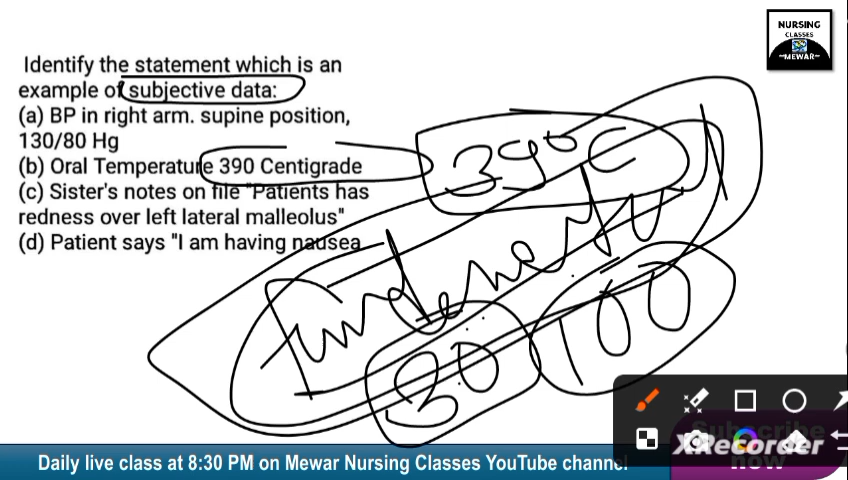 NURSING
CLASSES
~MEWAR~
Identify the statement which is an
example of subjective data:
(a) BP in right arm. supine position,
130/80 Hg
(b) Oral Temperature 390 Centigrade
(c) Sister's notes on file "Patients has
redness over left lateral malleolus"
(d) Patient says "I am having nausea
39°C
80
100
XRecorder
Subscribe
now
Daily live class at 8:30 PM on Mewar Nursing Classes YouTube channel